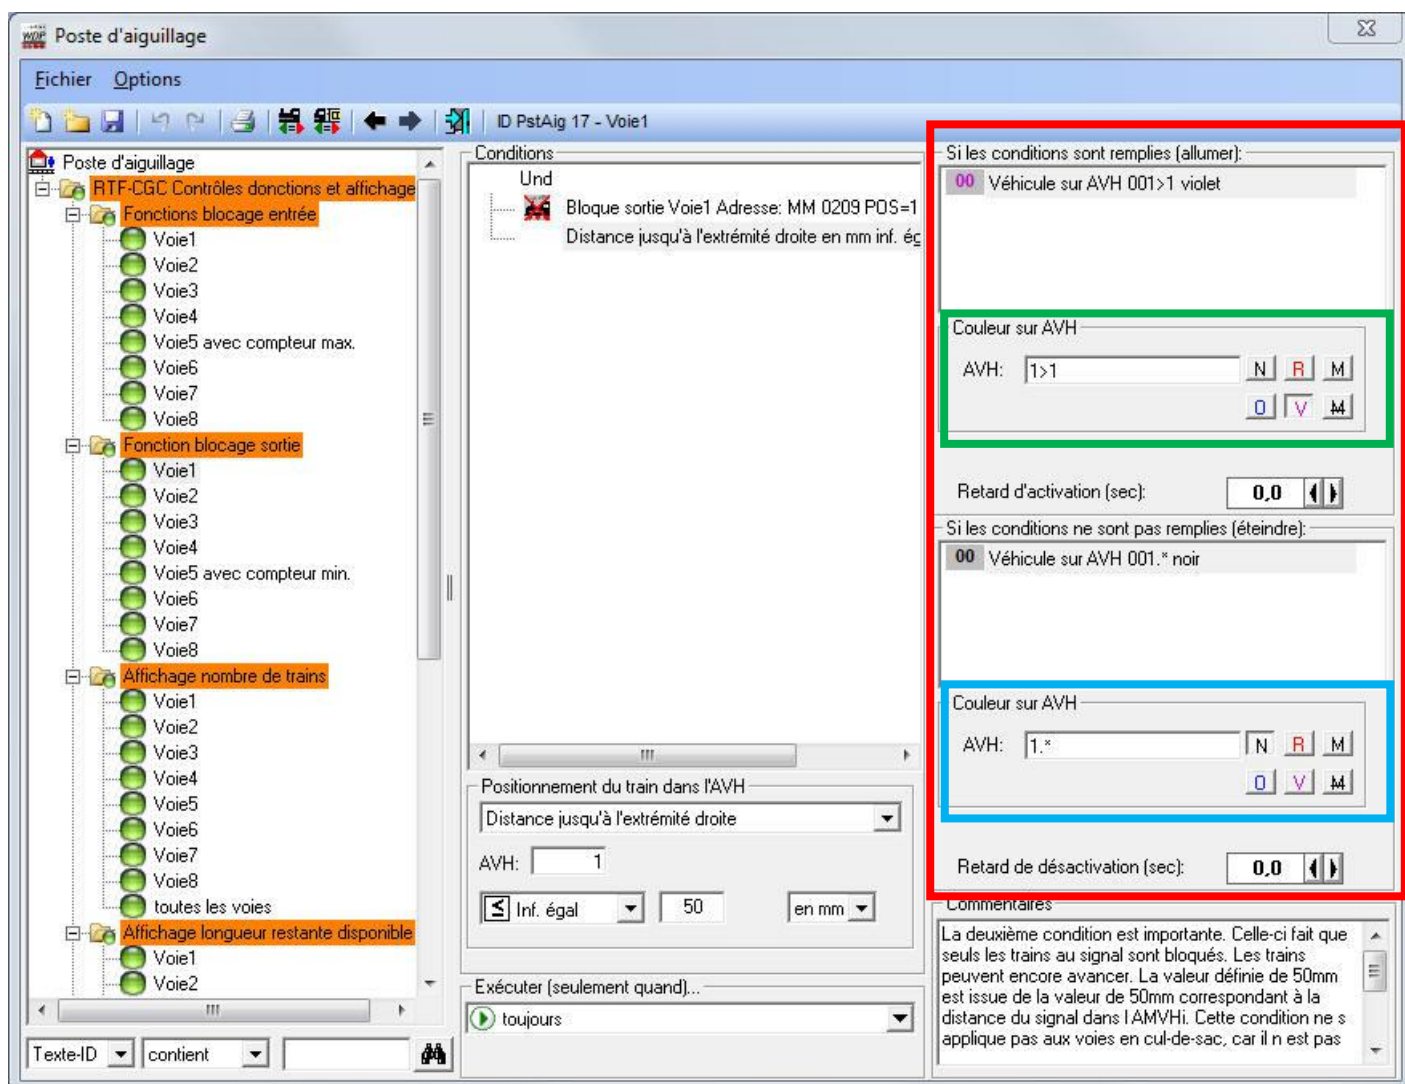 Poste d'aiguillage
Fichier Options
ID PstAig 17 - Voie1
Poste d'aiguillage
RTF-CGC Contrôles donctions et affichage
Fonctions blocage entrée
Voie1
Voie2
Voie3
Voie4
Voie5 avec compteur max.
Voie6
Voie7
Voie8
Fonction blocage sortie
Voie1
Voie2
Voie3
Voie4
Voie5 avec compteur min.
Voie6
Voie7
Voie8
Affichage nombre de trains
Voie1
Voie2
Voie3
Voie4
Voie5
Voie6
Voie7
Voie8
toutes les voies
Affichage longueur restante disponible
Voie1
Voie2
Texte-ID contient
Conditions
Und
Bloque sortie Voie1 Adresse: MM 0209 POS=1
Distance jusqu'à l'extrémité droite en mm inf. ég
Positionnement du train dans l'AVH
Distance jusqu'à l'extrémité droite
AVH: 1
≤ Inf. égal 50 en mm
Exécuter (seulement quand)...
toujours
Si les conditions sont remplies (allumer):
00 Véhicule sur AVH 001>1 violet
Couleur sur AVH
AVH: 1>1 N R M
O V M
Retard d'activation (sec): 0,0
Si les conditions ne sont pas remplies (éteindre):
00 Véhicule sur AVH 001.* noir
Couleur sur AVH
AVH: 1.* N R M
O V M
Retard de désactivation (sec): 0,0
Commentaires
La deuxième condition est importante. Celle-ci fait que
seuls les trains au signal sont bloqués. Les trains
peuvent encore avancer. La valeur définie de 50mm
est issue de la valeur de 50mm correspondant à la
distance du signal dans l AMVHi. Cette condition ne s
applique pas aux voies en cul-de-sac, car il n est pas